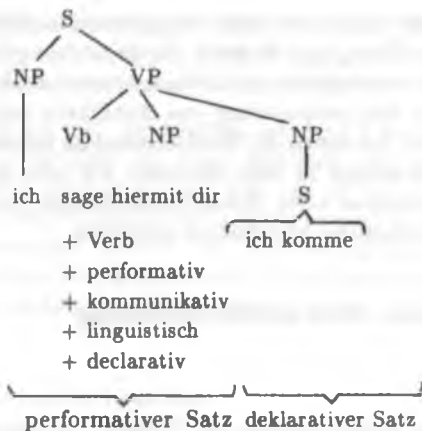 S
NP VP
Vb NP NP
ich sage hiermit dir S
+ Verb ich komme
+ performativ
+ kommunikativ
+ linguistisch
+ declarativ
performativer Satz deklarativer Satz